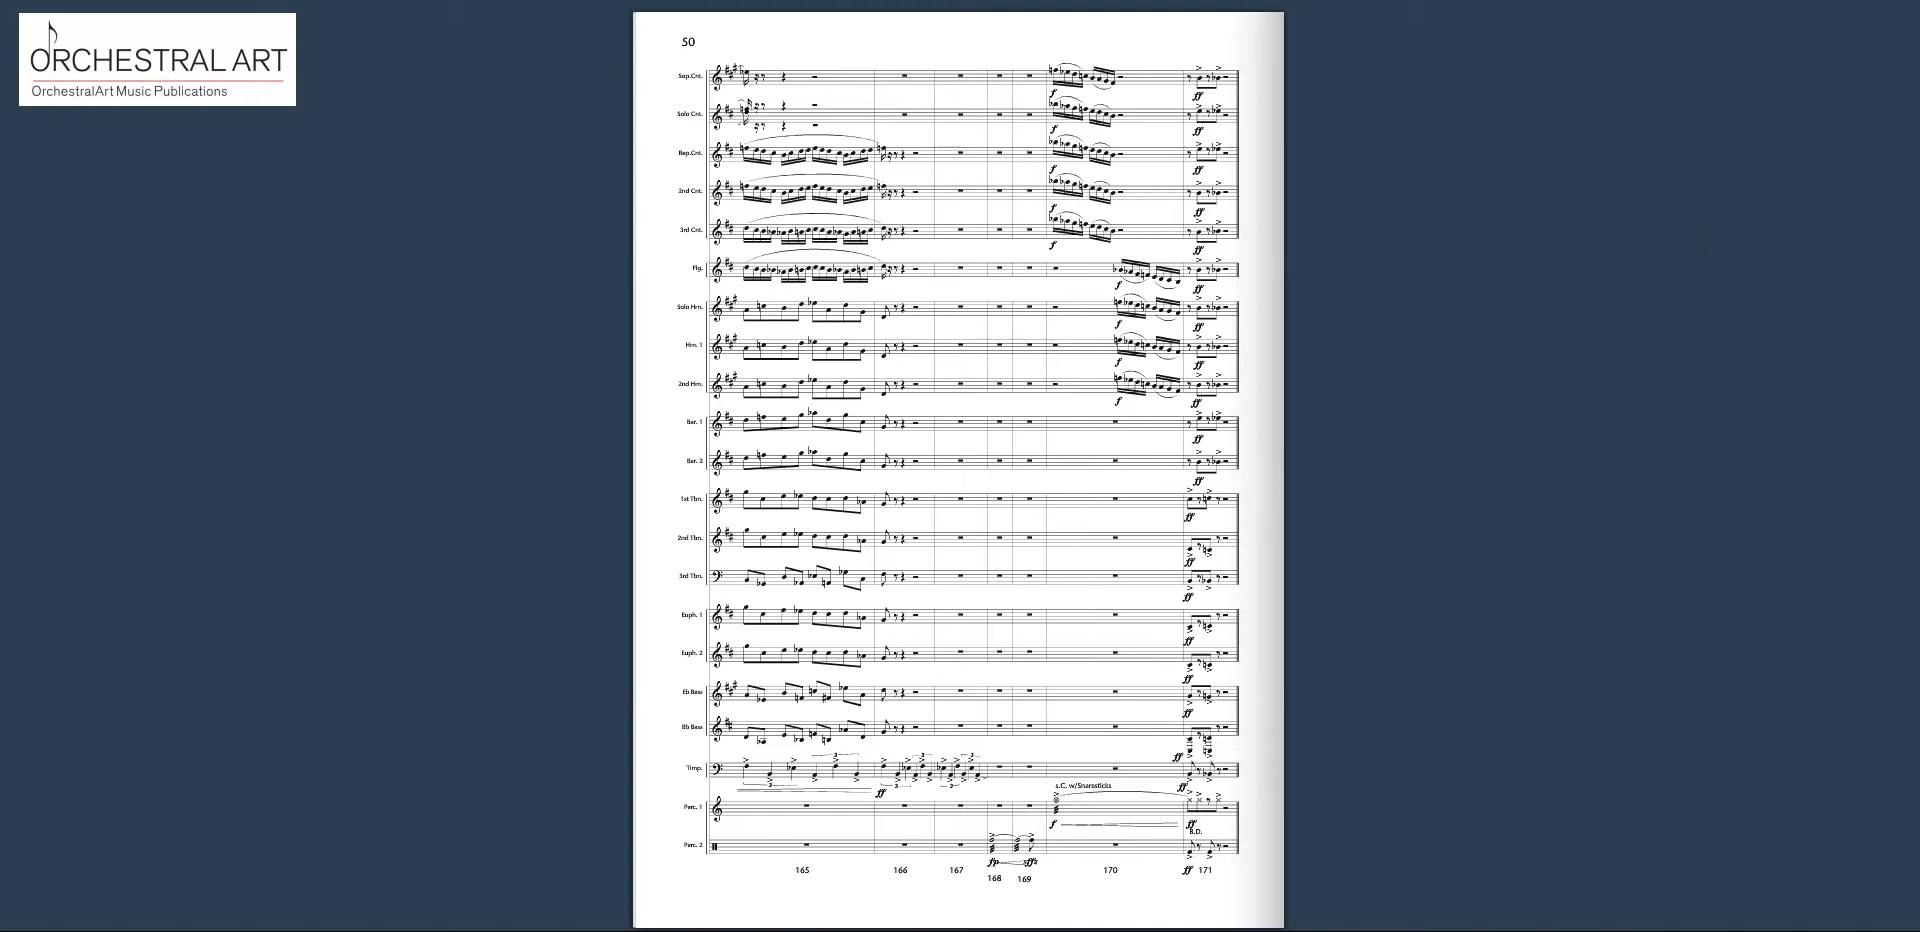 ORCHESTRAL ART
OrchestralArt Music Publications
50
Sop.Cnt.
Solo Cnt.
Rep.Cnt.
2nd Cnt.
3rd Cnt.
Flg.
Solo Hrn.
Hrn. 1
2nd Hrn.
Bar. 1
Bar. 2
1st Tbn.
2nd Tbn.
3rd Tbn.
Euph. 1
Euph. 2
Eb Bass
Bb Bass
Timp.
Perc. 1
s.C. w/Snaresticks
B.D.
Perc. 2
165 166 167 168 169 170 171